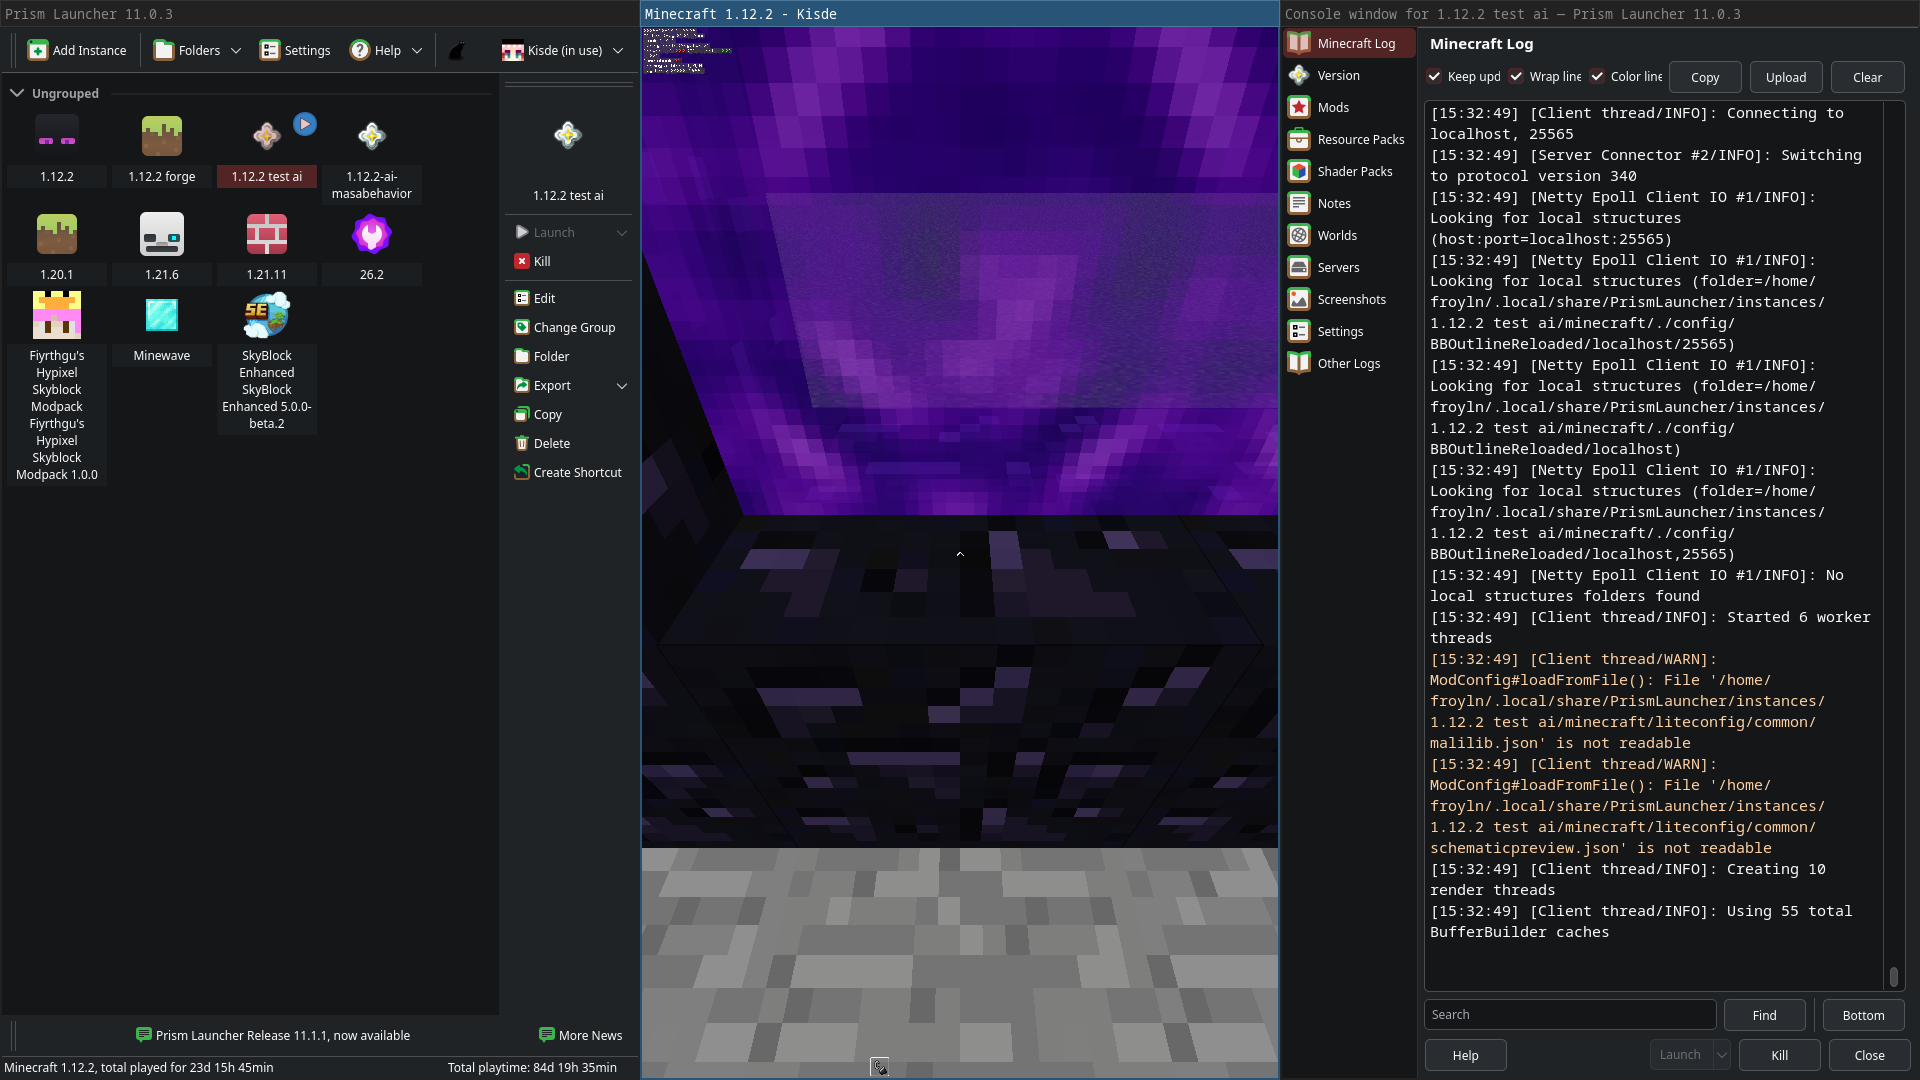 Prism Launcher 11.0.3
Add Instance
Folders
Settings
Help
Kisde (in use)
Ungrouped
1.12.2
1.12.2 forge
1.12.2 test ai
1.12.2-ai-
masabehavior
1.20.1
1.21.6
1.21.11
26.2
Fiyrthgu's
Hypixel
Skyblock
Modpack
Fiyrthgu's
Hypixel
Skyblock
Modpack 1.0.0
Minewave
SE
SkyBlock
Enhanced
SkyBlock
Enhanced 5.0.0-
beta.2
1.12.2 test ai
Launch
Kill
Edit
Change Group
Folder
Export
Copy
Delete
Create Shortcut
Prism Launcher Release 11.1.1, now available
More News
Minecraft 1.12.2, total played for 23d 15h 45min
Total playtime: 84d 19h 35min
Minecraft 1.12.2 - Kisde
Console window for 1.12.2 test ai — Prism Launcher 11.0.3
Minecraft Log
Version
Mods
Resource Packs
Shader Packs
Notes
Worlds
Servers
Screenshots
Settings
Other Logs
Minecraft Log
Keep upd
Wrap line
Color line
Copy
Upload
Clear
[15:32:49] [Client thread/INFO]: Connecting to
localhost, 25565
[15:32:49] [Server Connector #2/INFO]: Switching
to protocol version 340
[15:32:49] [Netty Epoll Client IO #1/INFO]:
Looking for local structures
(host:port=localhost:25565)
[15:32:49] [Netty Epoll Client IO #1/INFO]:
Looking for local structures (folder=/home/
froyln/.local/share/PrismLauncher/instances/
1.12.2 test ai/minecraft/./config/
BBOutlineReloaded/localhost/25565)
[15:32:49] [Netty Epoll Client IO #1/INFO]:
Looking for local structures (folder=/home/
froyln/.local/share/PrismLauncher/instances/
1.12.2 test ai/minecraft/./config/
BBOutlineReloaded/localhost)
[15:32:49] [Netty Epoll Client IO #1/INFO]:
Looking for local structures (folder=/home/
froyln/.local/share/PrismLauncher/instances/
1.12.2 test ai/minecraft/./config/
BBOutlineReloaded/localhost,25565)
[15:32:49] [Netty Epoll Client IO #1/INFO]: No
local structures folders found
[15:32:49] [Client thread/INFO]: Started 6 worker
threads
[15:32:49] [Client thread/WARN]:
ModConfig#loadFromFile(): File '/home/
froyln/.local/share/PrismLauncher/instances/
1.12.2 test ai/minecraft/liteconfig/common/
malilib.json' is not readable
[15:32:49] [Client thread/WARN]:
ModConfig#loadFromFile(): File '/home/
froyln/.local/share/PrismLauncher/instances/
1.12.2 test ai/minecraft/liteconfig/common/
schematicpreview.json' is not readable
[15:32:49] [Client thread/INFO]: Creating 10
render threads
[15:32:49] [Client thread/INFO]: Using 55 total
BufferBuilder caches
Search
Find
Bottom
Help
Launch
Kill
Close